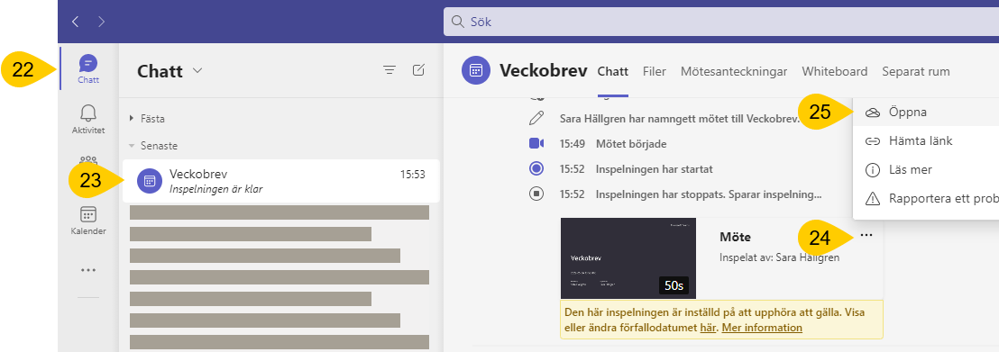 Sök
22
Chatt
Aktivitet
Kalender
Chatt
Fästa
Senaste
23
Veckobrev
15:53
Inspelningen är klar
Veckobrev
Chatt
Filer
Mötesanteckningar
Whiteboard
Separat rum
Sara Hällgren har namngett mötet till Veckobrev.
15:49 Mötet började
15:52 Inspelningen har startat
15:52 Inspelningen har stoppats. Sparar inspelning...
25
Öppna
Hämta länk
Läs mer
Rapportera ett prob
24
Veckobrev
50s
Möte
Inspelat av: Sara Hällgren
Den här inspelningen är inställd på att upphöra att gälla. Visa
eller ändra förfallodatumet här. Mer information